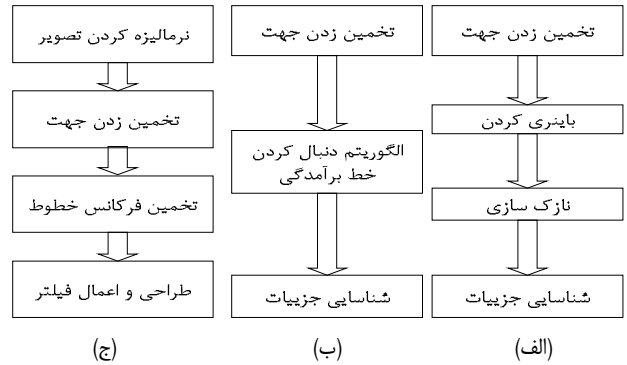 تخمین زدن جهت
باینری کردن
نازک سازی
شناسایی جزییات
(الف)
تخمین زدن جهت
الگوریتم دنبال کردن
خط برآمدگی
شناسایی جزییات
(ب)
نرمالیزه کردن تصویر
تخمین زدن جهت
تخمین فرکانس خطوط
طراحی و اعمال فیلتر
(ج)